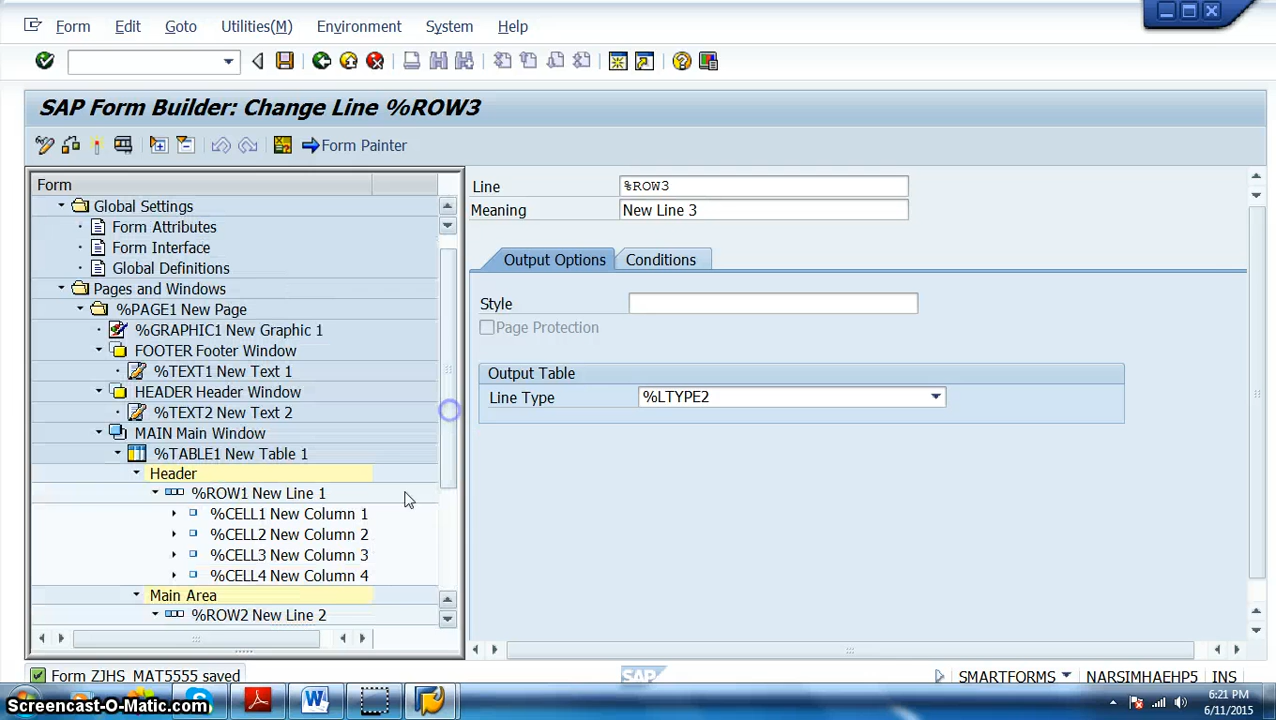 Form Edit Goto Utilities(M) Environment System Help
SAP Form Builder: Change Line %ROW3
Form Painter
Form
Global Settings
Form Attributes
Form Interface
Global Definitions
Pages and Windows
%PAGE1 New Page
%GRAPHIC1 New Graphic 1
FOOTER Footer Window
%TEXT1 New Text 1
HEADER Header Window
%TEXT2 New Text 2
MAIN Main Window
%TABLE1 New Table 1
Header
%ROW1 New Line 1
%CELL1 New Column 1
%CELL2 New Column 2
%CELL3 New Column 3
%CELL4 New Column 4
Main Area
%ROW2 New Line 2
Line %ROW3
Meaning New Line 3
Output Options Conditions
Style
Page Protection
Output Table
Line Type %LTYPE2
Form ZJHS_MAT5555 saved
SAP
SMARTFORMS NARSIMHAEHP5 INS
Screencast-O-Matic.com
6:21 PM
6/11/2015